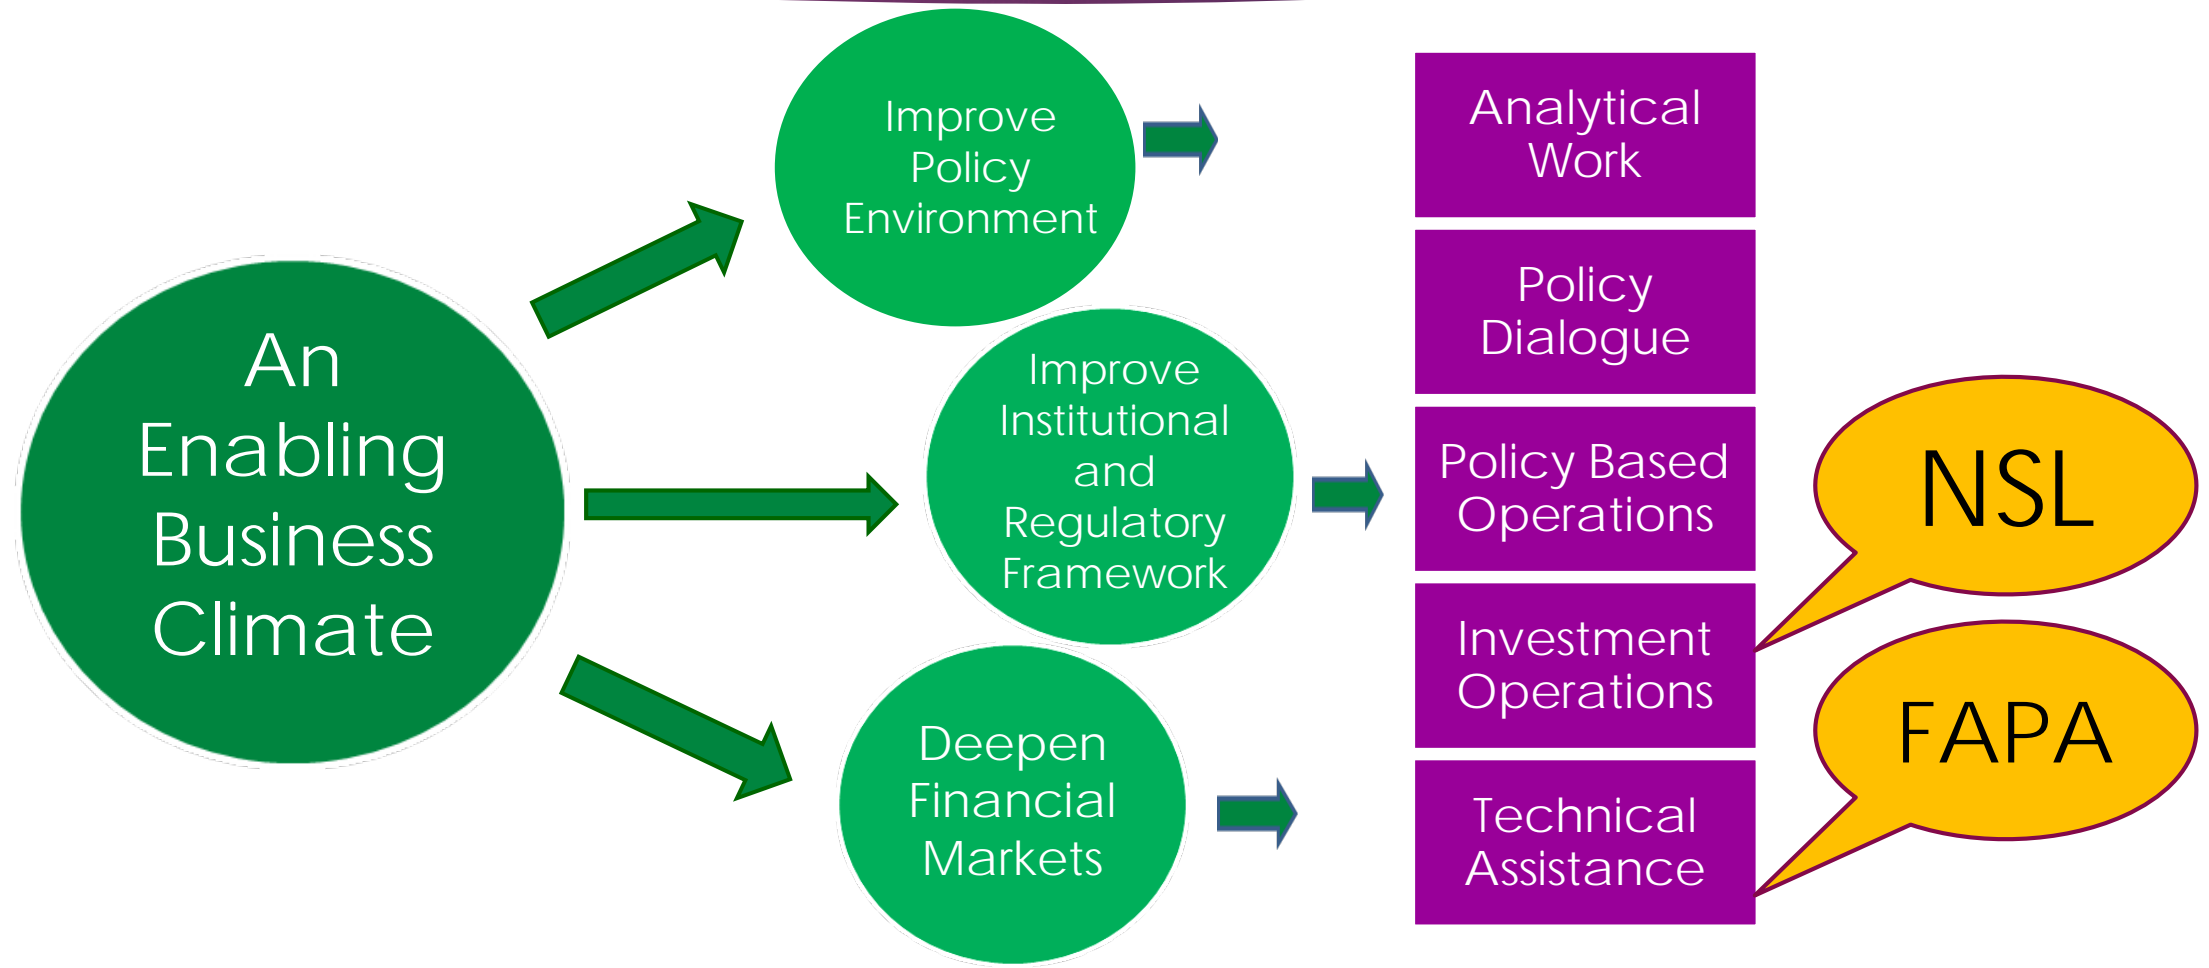 An
Enabling
Business
Climate
Improve
Policy
Environment
Improve
Institutional
and
Regulatory
Framework
Deepen
Financial
Markets
Analytical
Work
Policy
Dialogue
Policy Based
Operations
Investment
Operations
Technical
Assistance
NSL
FAPA